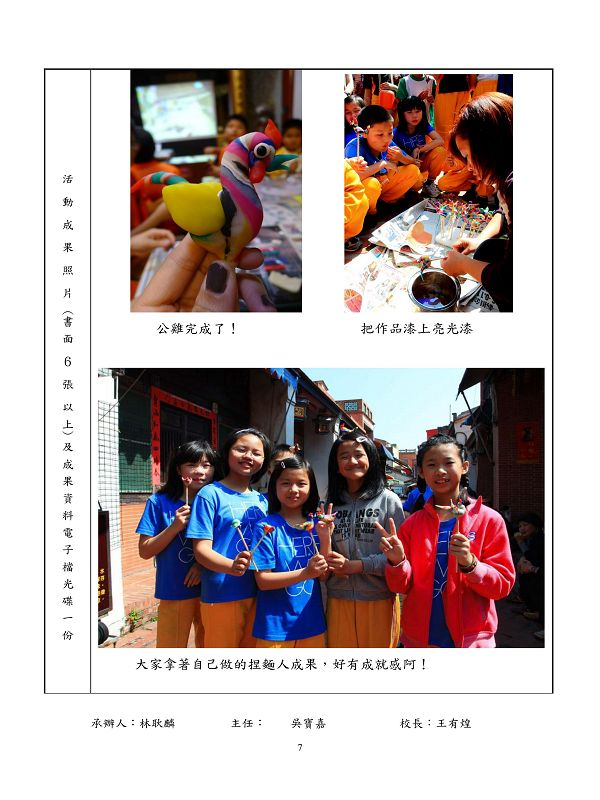 活動成果照片(書面6張以上)及成果資料電子檔光碟一份
公雞完成了！
把作品漆上亮光漆
大家拿著自己做的捏麵人成果，好有成就感阿！
承辦人：林耿麟 主任： 吳寶嘉 校長：王有煌
7
HERE
WE
GO